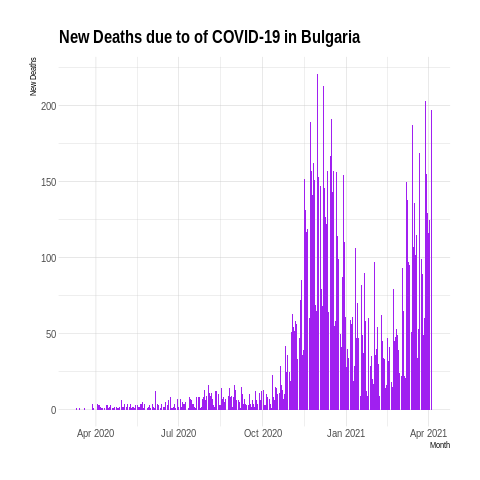 New Deaths due to of COVID-19 in Bulgaria
New Deaths
200
150
100
50
0
Apr 2020 Jul 2020 Oct 2020 Jan 2021 Apr 2021
Month